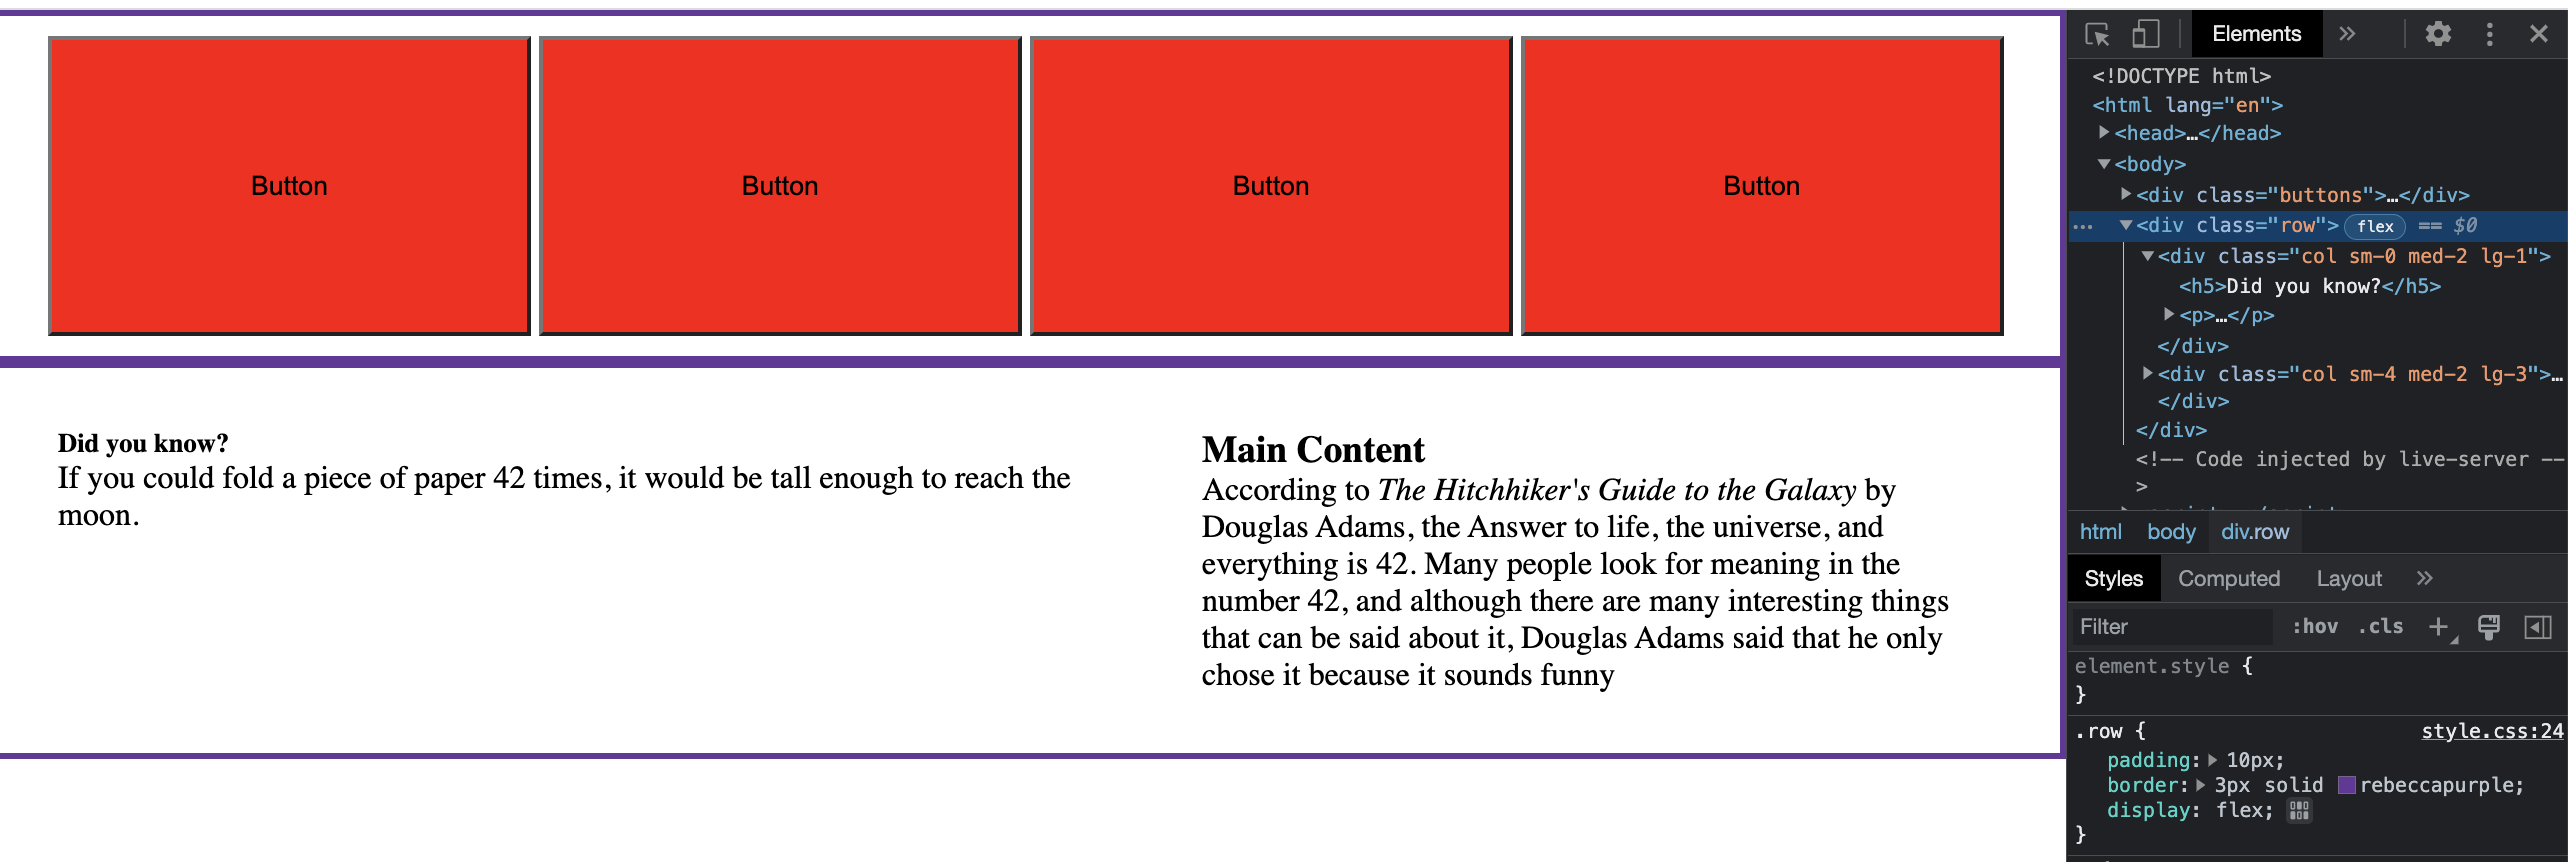 Button Button Button Button
Did you know?
If you could fold a piece of paper 42 times, it would be tall enough to reach the
moon.
Main Content
According to The Hitchhiker's Guide to the Galaxy by
Douglas Adams, the Answer to life, the universe, and
everything is 42. Many people look for meaning in the
number 42, and although there are many interesting things
that can be said about it, Douglas Adams said that he only
chose it because it sounds funny
Elements
<!DOCTYPE html>
<html lang="en">
<head>…</head>
<body>
<div class="buttons">…</div>
<div class="row"> flex == $0
<div class="col sm-0 med-2 lg-1">
<h5>Did you know?</h5>
<p>…</p>
</div>
<div class="col sm-4 med-2 lg-3">…
</div>
</div>
<!-- Code injected by live-server --
>
html body div.row
Styles Computed Layout
Filter :hov .cls
element.style {
}
.row { style.css:24
padding: 10px;
border: 3px solid rebeccapurple;
display: flex;
}